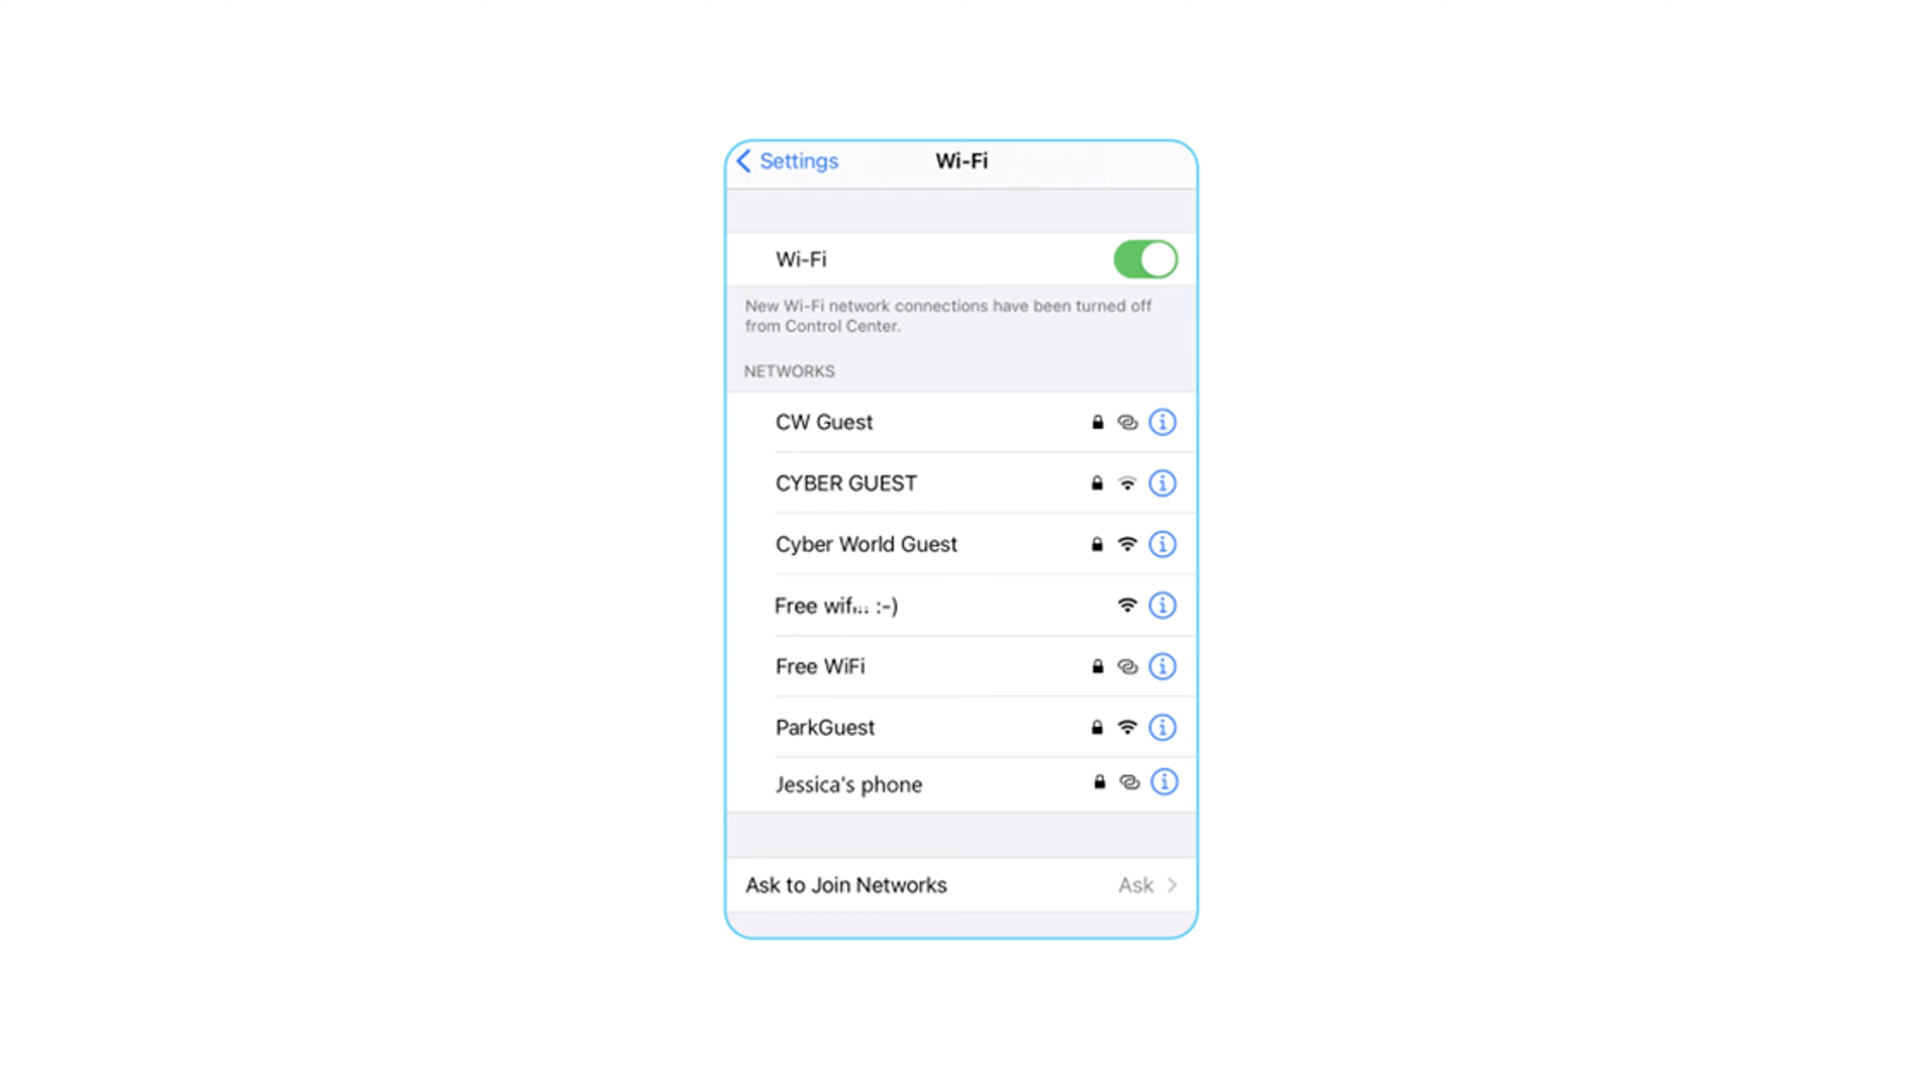 Settings
Wi-Fi
Wi-Fi
New Wi-Fi network connections have been turned off
from Control Center.
NETWORKS
CW Guest
CYBER GUEST
Cyber World Guest
Free :-)
Free WiFi
ParkGuest
Jessica's phone
Ask to Join Networks Ask